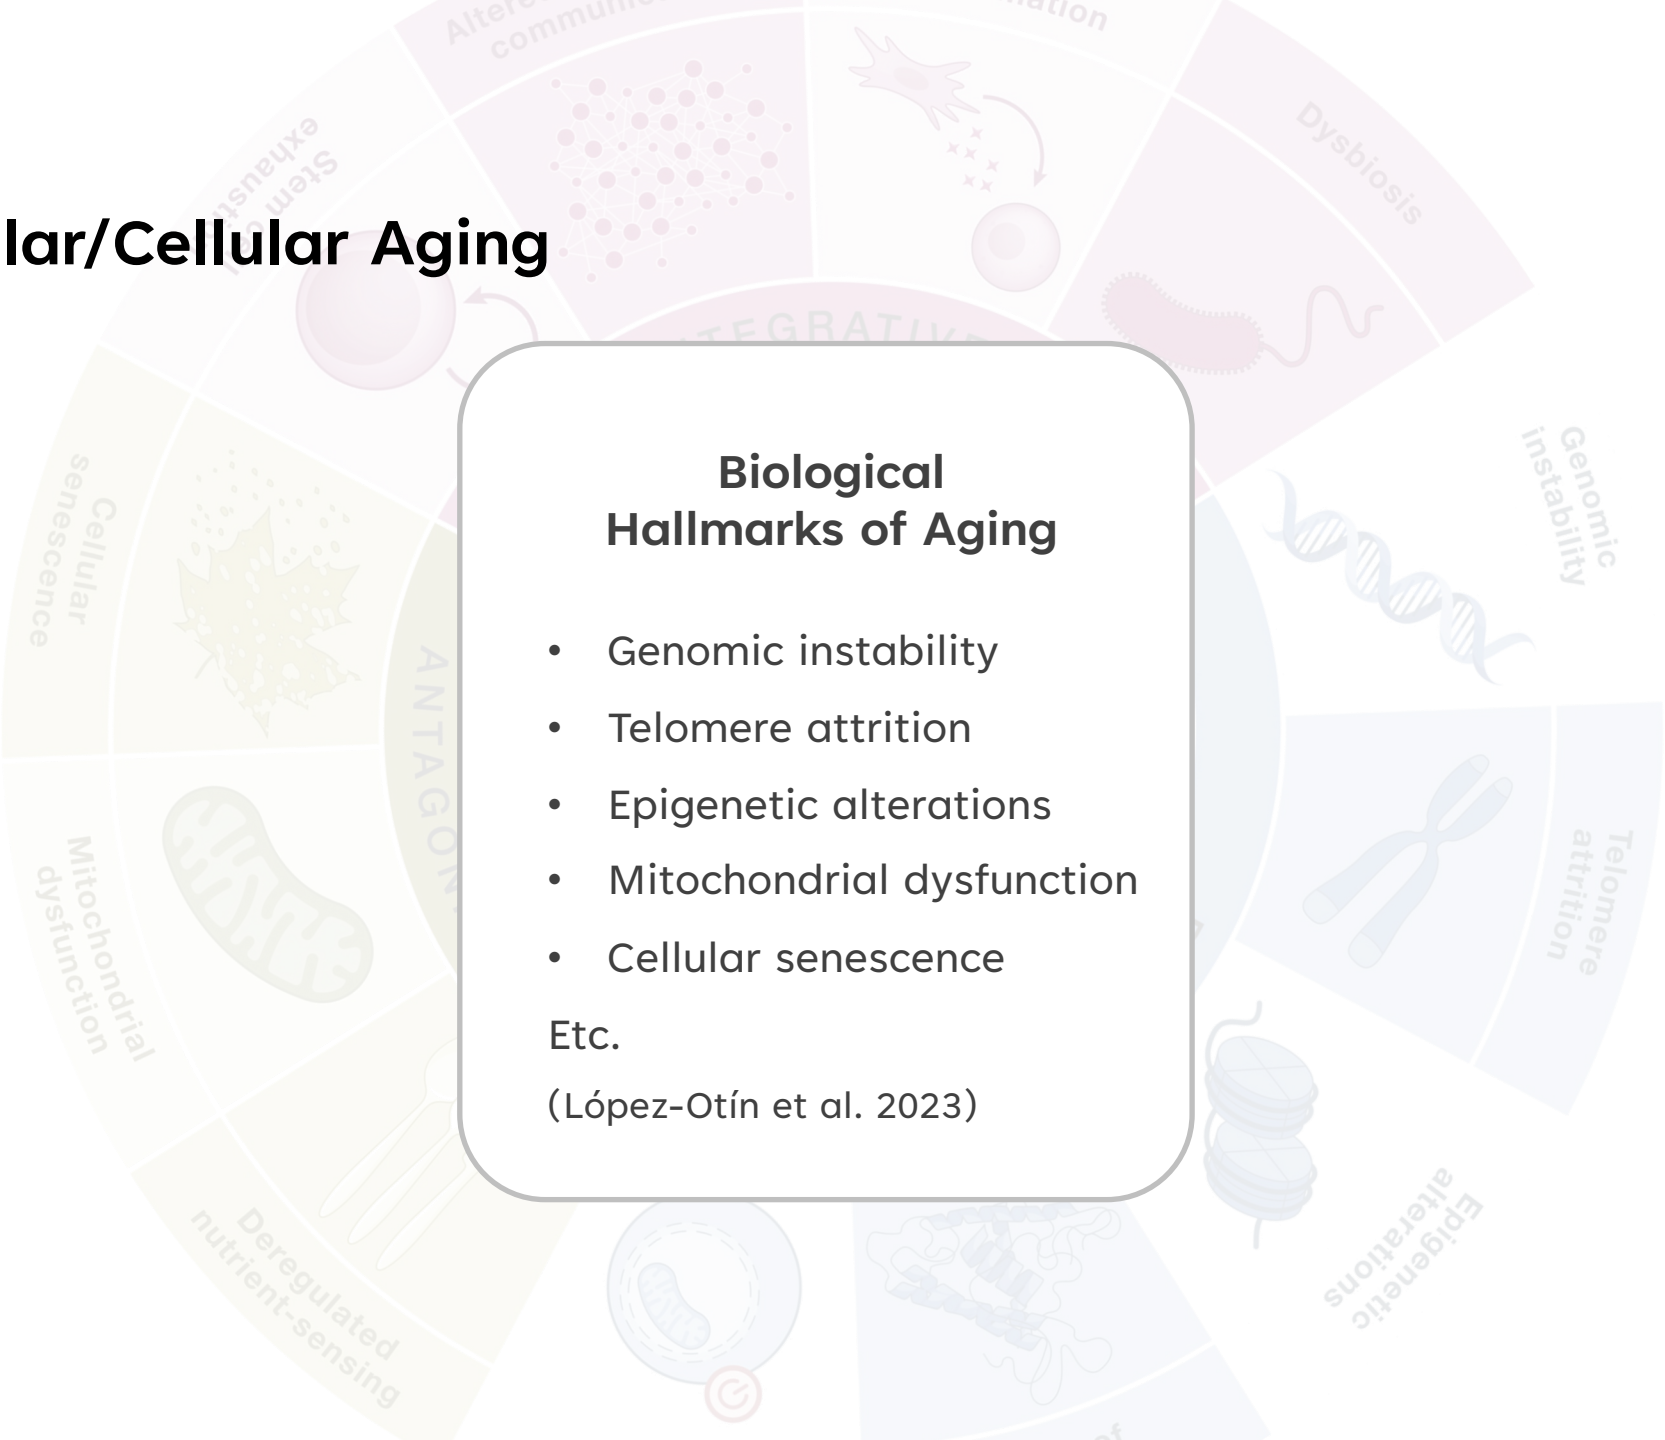 Dysbiosis
Stem cell
lar/Cellular Aging
Genomic
instability
Biological
Hallmarks of Aging
Cellular
senescence
• Genomic instability
• Telomere attrition
• Epigenetic alterations
• Mitochondrial dysfunction
• Cellular senescence
Etc.
(López-Otín et al. 2023)
Telomere
attrition
Mitochondrial
dysfunction
Epigenetic
alterations
Deregulated
nutrient-sensing